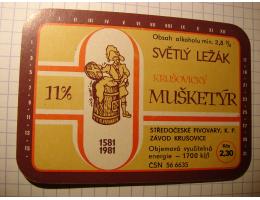 Obsah alkoholu min. 2,8 %
SVĚTLÝ LEŽÁK
KRUŠOVICKÝ
11%
MUŠKETÝR
1581
1981
STŘEDOČESKÉ PIVOVARY, K. P.
ZÁVOD KRUŠOVICE
Objemová využitelná
energie – 1700 kJ/l
ČSN 56 6635
Kčs
2,30